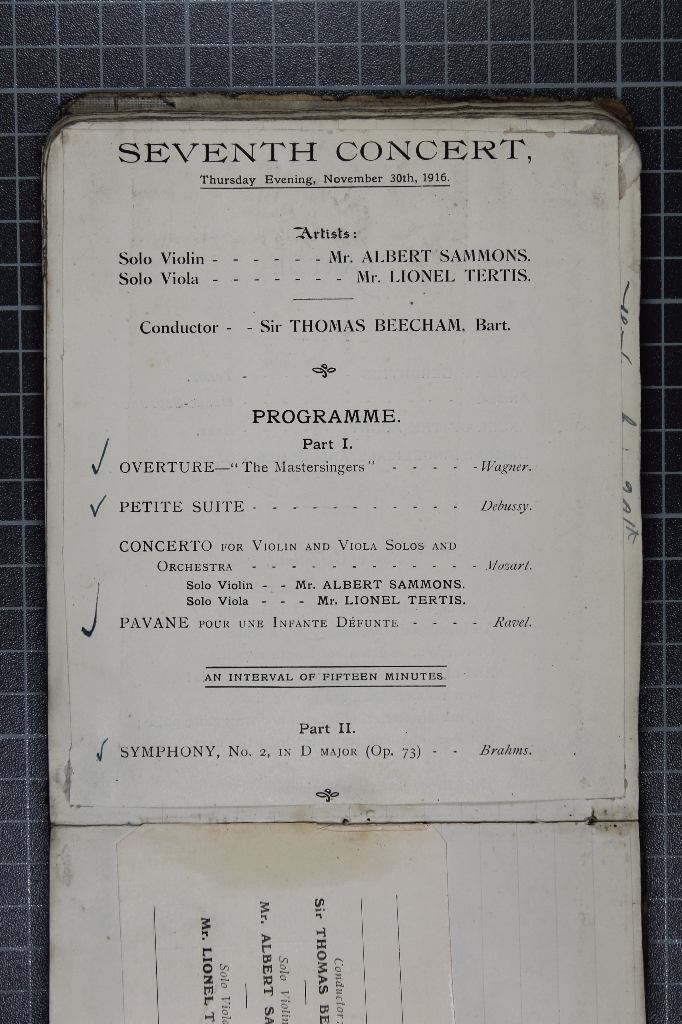 SEVENTH CONCERT,
Thursday Evening, November 30th, 1916.
Artists:
Solo Violin - - - - - - Mr. ALBERT SAMMONS.
Solo Viola - - - - - - - Mr. LIONEL TERTIS.
Conductor - - Sir THOMAS BEECHAM, Bart.
PROGRAMME.
Part I.
OVERTURE—"The Mastersingers" - - - - - Wagner.
PETITE SUITE - - - - - - - - - - - Debussy.
CONCERTO FOR VIOLIN AND VIOLA SOLOS AND
ORCHESTRA - - - - - - - - - - - - Mozart.
Solo Violin - - Mr. ALBERT SAMMONS.
Solo Viola - - - Mr. LIONEL TERTIS.
PAVANE POUR UNE INFANTE DÉFUNTE - - - - Ravel.
AN INTERVAL OF FIFTEEN MINUTES.
Part II.
SYMPHONY, No. 2, IN D MAJOR (Op. 73) - - Brahms.
Conductor:
Sir THOMAS BE
Solo Violin
Mr. ALBERT SA
Solo Viola
Mr. LIONEL T